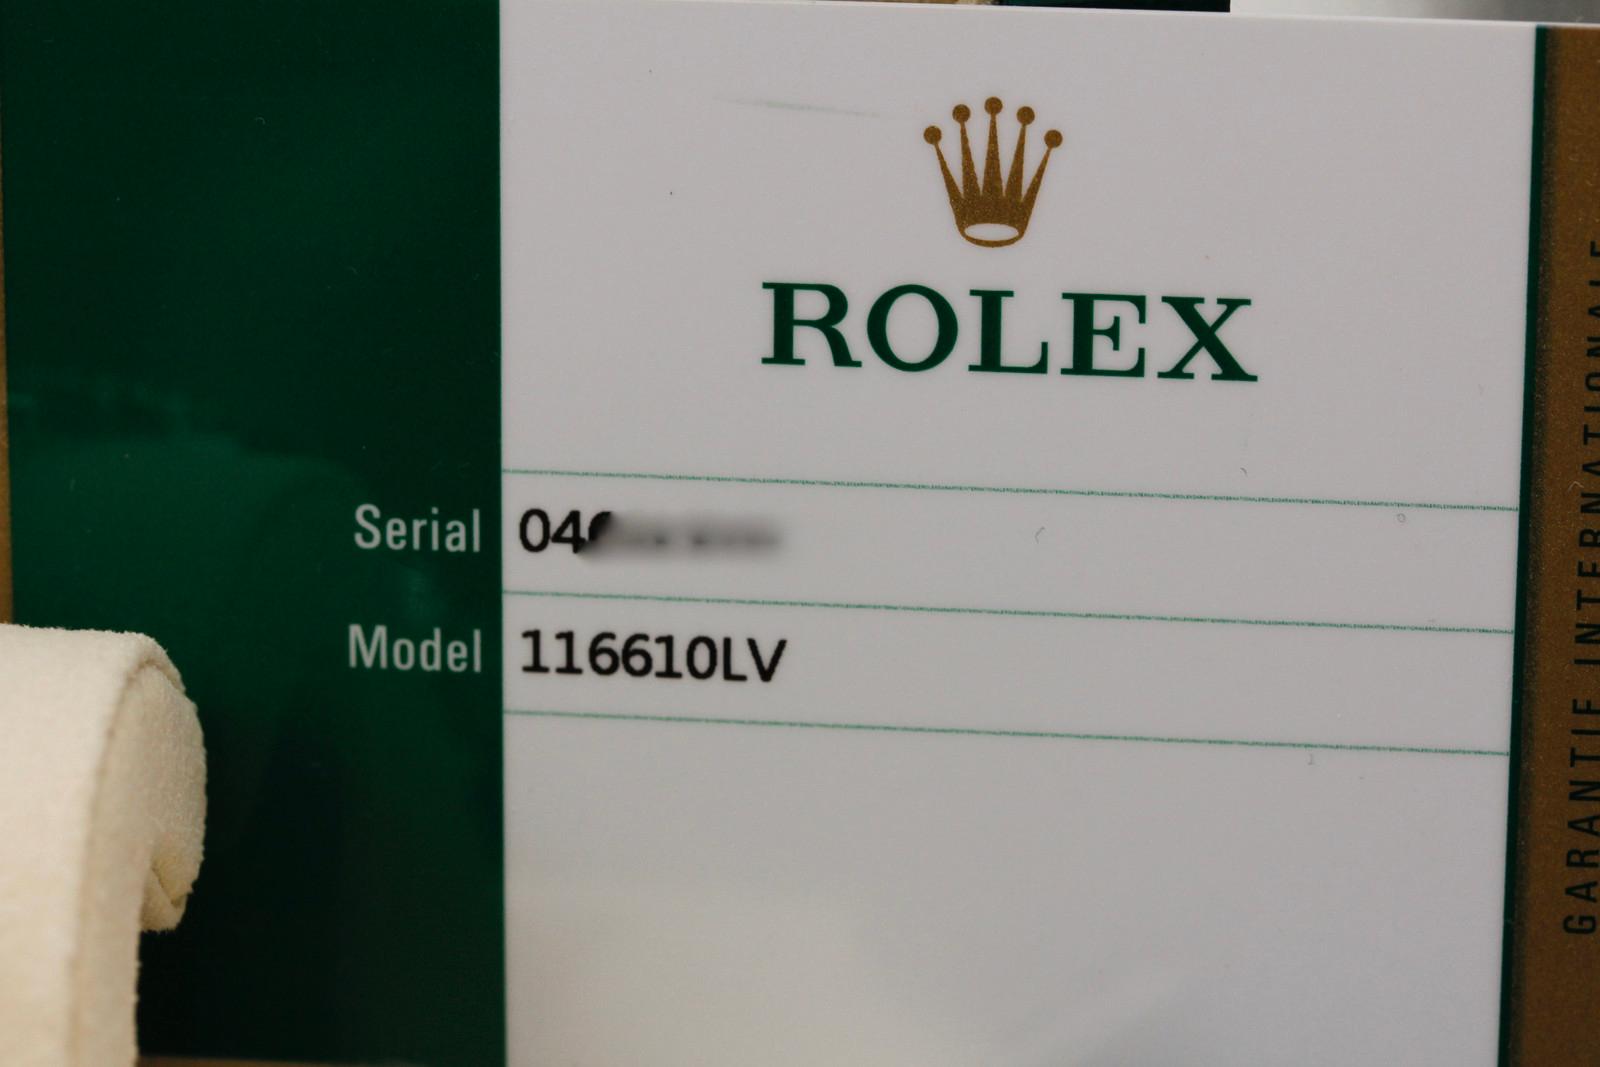 ROLEX
Serial 04
Model 116610LV
GARANTIE INTERNATIONALE